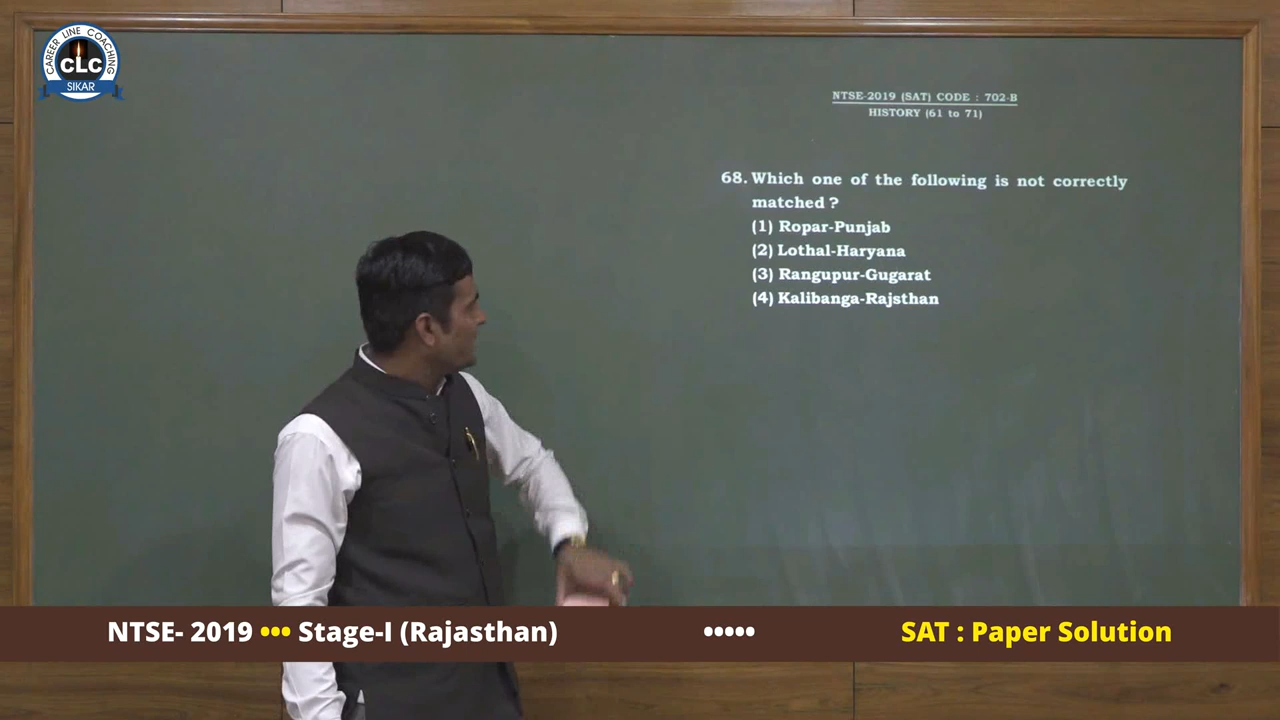 CAREER LINE COACHING
CLC
SIKAR
NTSE-2019 (SAT) CODE : 702-B
HISTORY (61 to 71)
68. Which one of the following is not correctly
matched ?
(1) Ropar-Punjab
(2) Lothal-Haryana
(3) Rangupur-Gugarat
(4) Kalibanga-Rajsthan
NTSE- 2019 ••• Stage-I (Rajasthan) ••••• SAT : Paper Solution